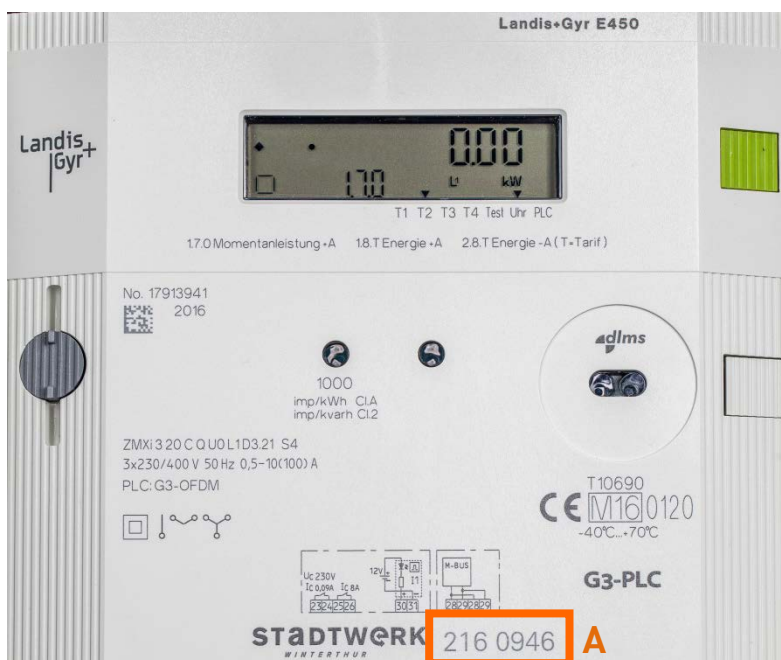 Landis+Gyr E450
Landis+
Gyr
0.00
1.7.0 L1 kW
T1 T2 T3 T4 Test Uhr PLC
1.7.0 Momentanleistung +A 1.8.T Energie +A 2.8.T Energie -A ( T=Tarif )
No. 17913941
2016
dlms
1000
imp/kWh Cl.A
imp/kvarh Cl.2
ZMXi 3 20 C Q U0 L1D3.21 S4
3x230/400 V 50 Hz 0,5-10(100) A
PLC: G3-OFDM
T10690
CE M16 0120
-40°C...+70°C
Uc 230V
Ic 0,09A Ic 8A
12V
I1
M-BUS
23 24 25 26
30 31
28 29 28 29
G3-PLC
STADTWERK
WINTERTHUR
216 0946 A